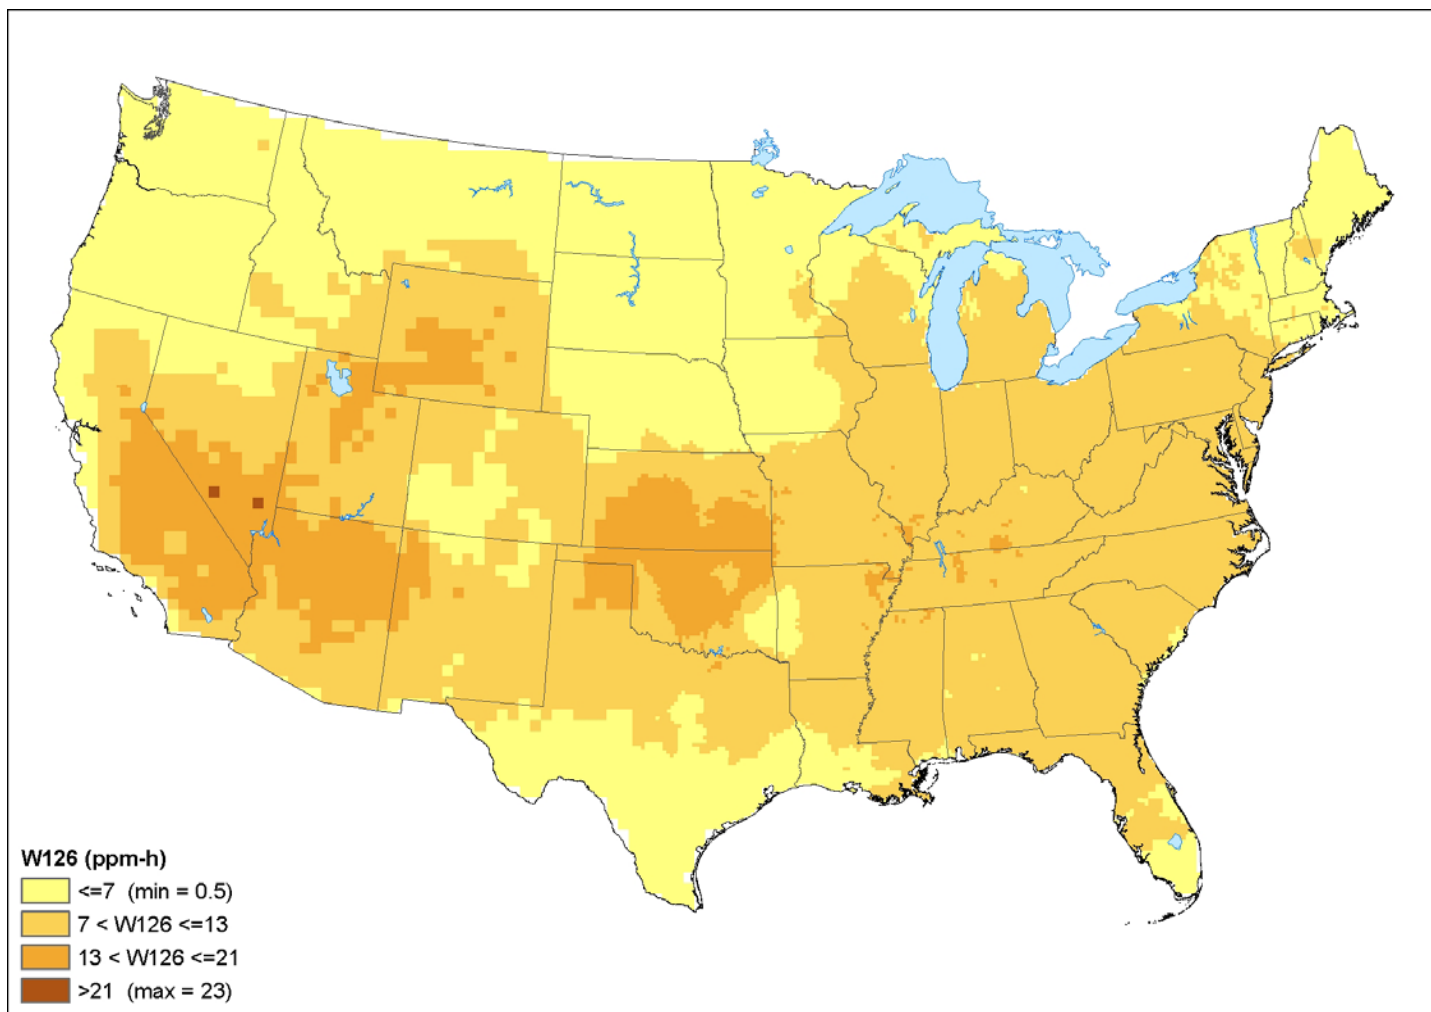 W126 (ppm-h)
<=7 (min = 0.5)
7 < W126 <=13
13 < W126 <=21
>21 (max = 23)